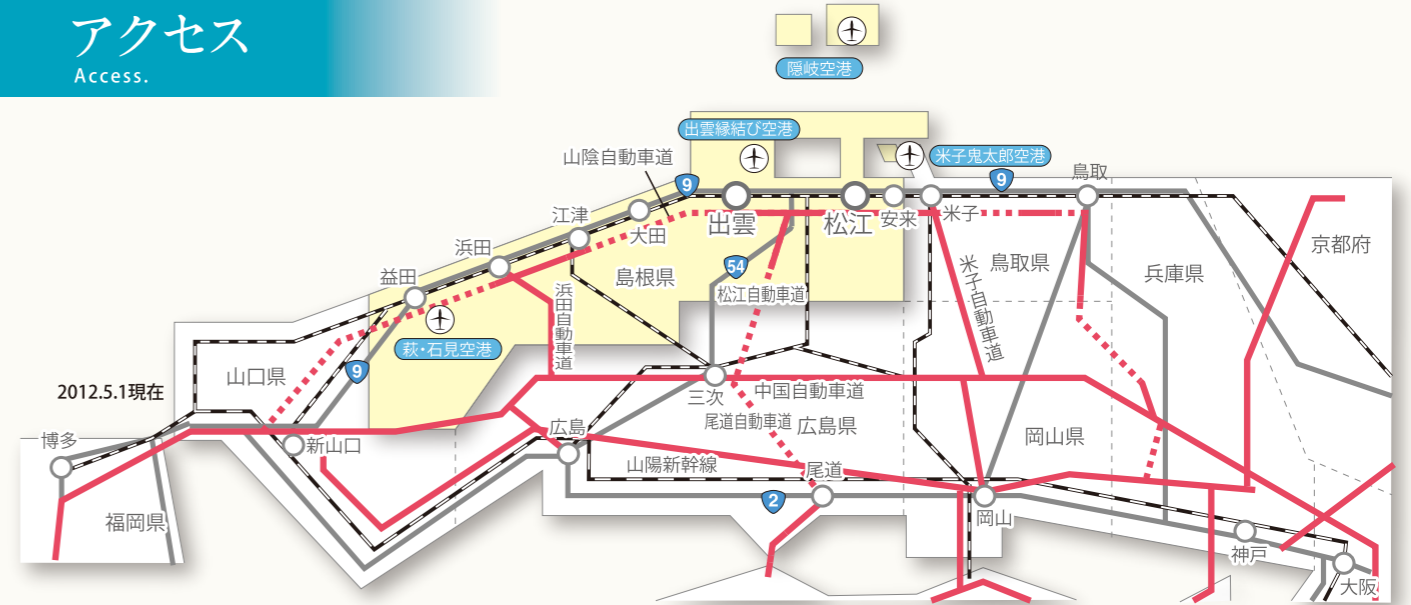 アクセス
Access.
隠岐空港
出雲縁結び空港
米子鬼太郎空港
山陰自動車道
9
9
鳥取
江津
大田
出雲
松江
安来
米子
京都府
浜田
島根県
54
鳥取県
兵庫県
益田
浜田自動車道
松江自動車道
米子自動車道
萩・石見空港
9
山口県
2012.5.1現在
三次
中国自動車道
尾道自動車道
広島県
岡山県
博多
新山口
広島
山陽新幹線
尾道
2
岡山
福岡県
神戸
大阪